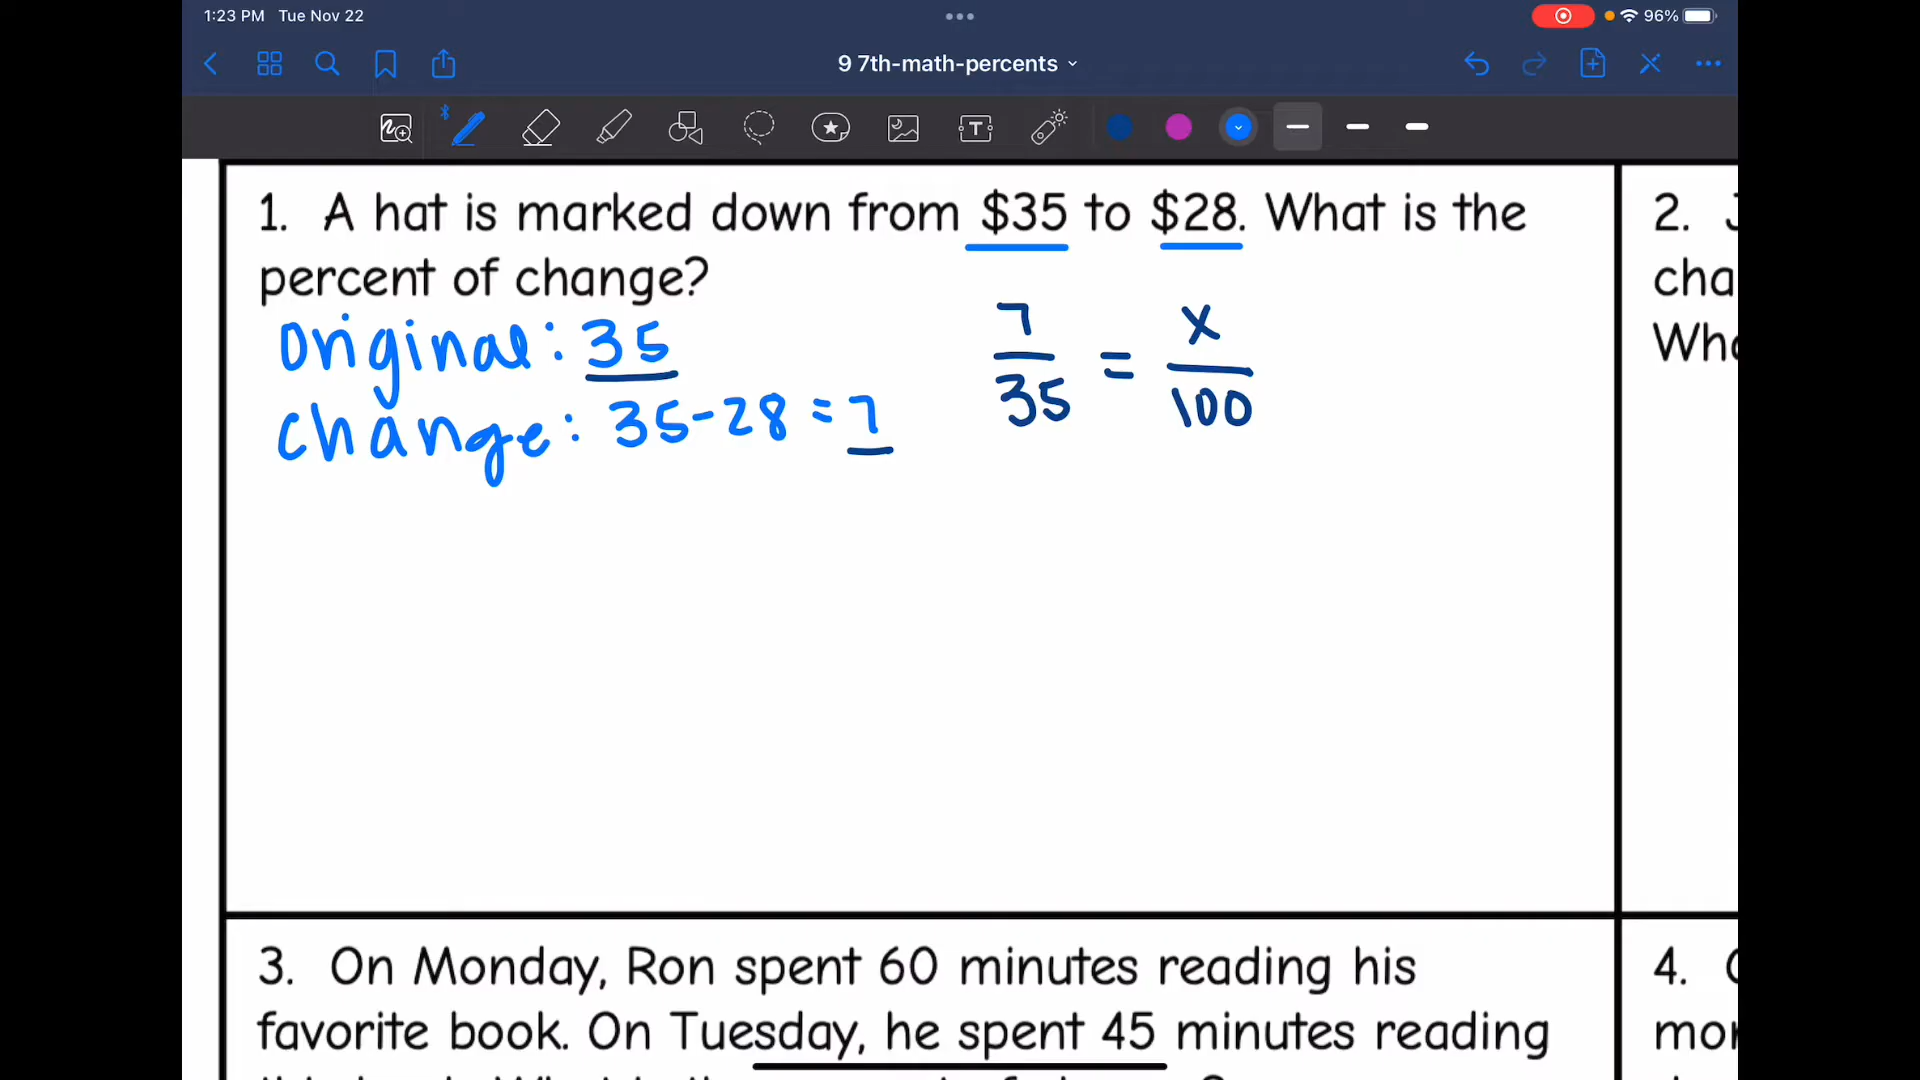 1:23 PM Tue Nov 22
96%
9 7th-math-percents
1. A hat is marked down from $35 to $28. What is the
percent of change?
original: 35
change: 35-28 = 7
7
35
=
x
100
2.
cha
3. On Monday, Ron spent 60 minutes reading his
favorite book. On Tuesday, he spent 45 minutes reading
4.